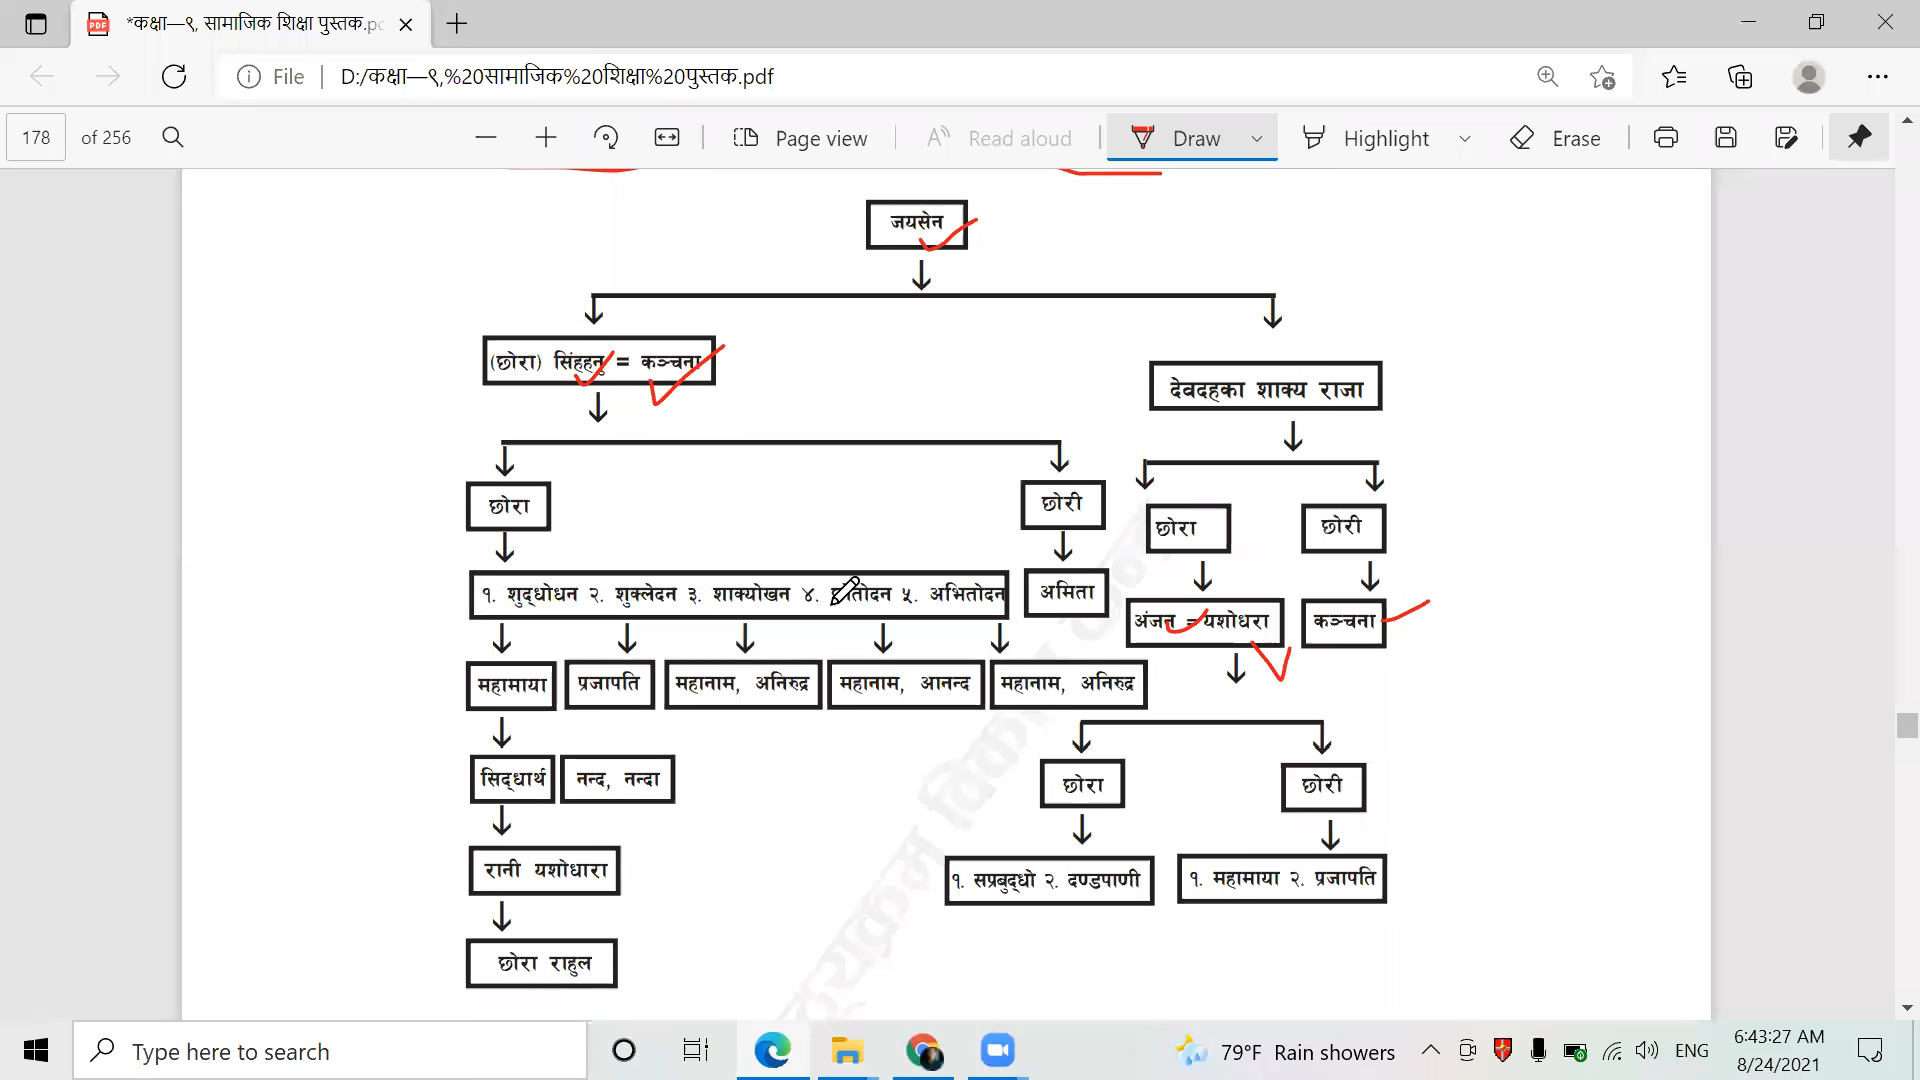 *कक्षा—९, सामाजिक शिक्षा पुस्तक.pd
File
D:/कक्षा—९,%20सामाजिक%20शिक्षा%20पुस्तक.pdf
178 of 256
Page view
Read aloud
Draw
Highlight
Erase
जयसेन
(छोरा) सिंहहनु = कञ्चना
देबदहका शाक्य राजा
छोरा
छोरी
छोरा
छोरी
१. शुद्धोधन २. शुक्लेदन ३. शाक्योखन ४. तोदन ५. अभितोदन
अमिता
अंजन = यशोधरा
कञ्चना
महामाया
प्रजापति
महानाम, अनिरुद्र
महानाम, आनन्द
महानाम, अनिरुद्र
सिद्धार्थ
नन्द, नन्दा
छोरा
छोरी
रानी यशोधारा
१. सप्रबुद्धो २. दण्डपाणी
१. महामाया २. प्रजापति
छोरा राहुल
Type here to search
79°F Rain showers
ENG
6:43:27 AM
8/24/2021